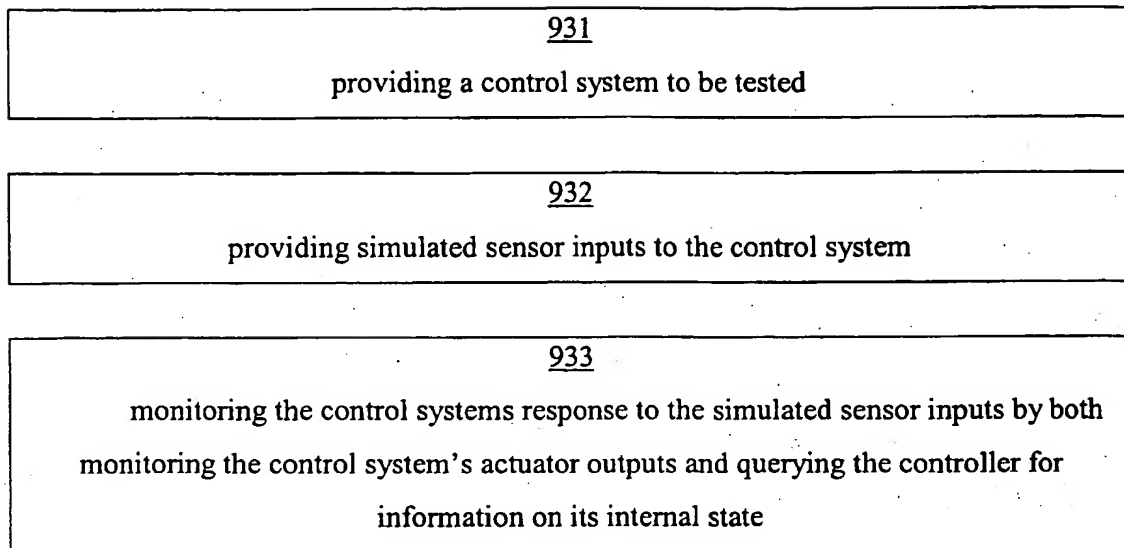 931
providing a control system to be tested
932
providing simulated sensor inputs to the control system
933
monitoring the control systems response to the simulated sensor inputs by both
monitoring the control system's actuator outputs and querying the controller for
information on its internal state